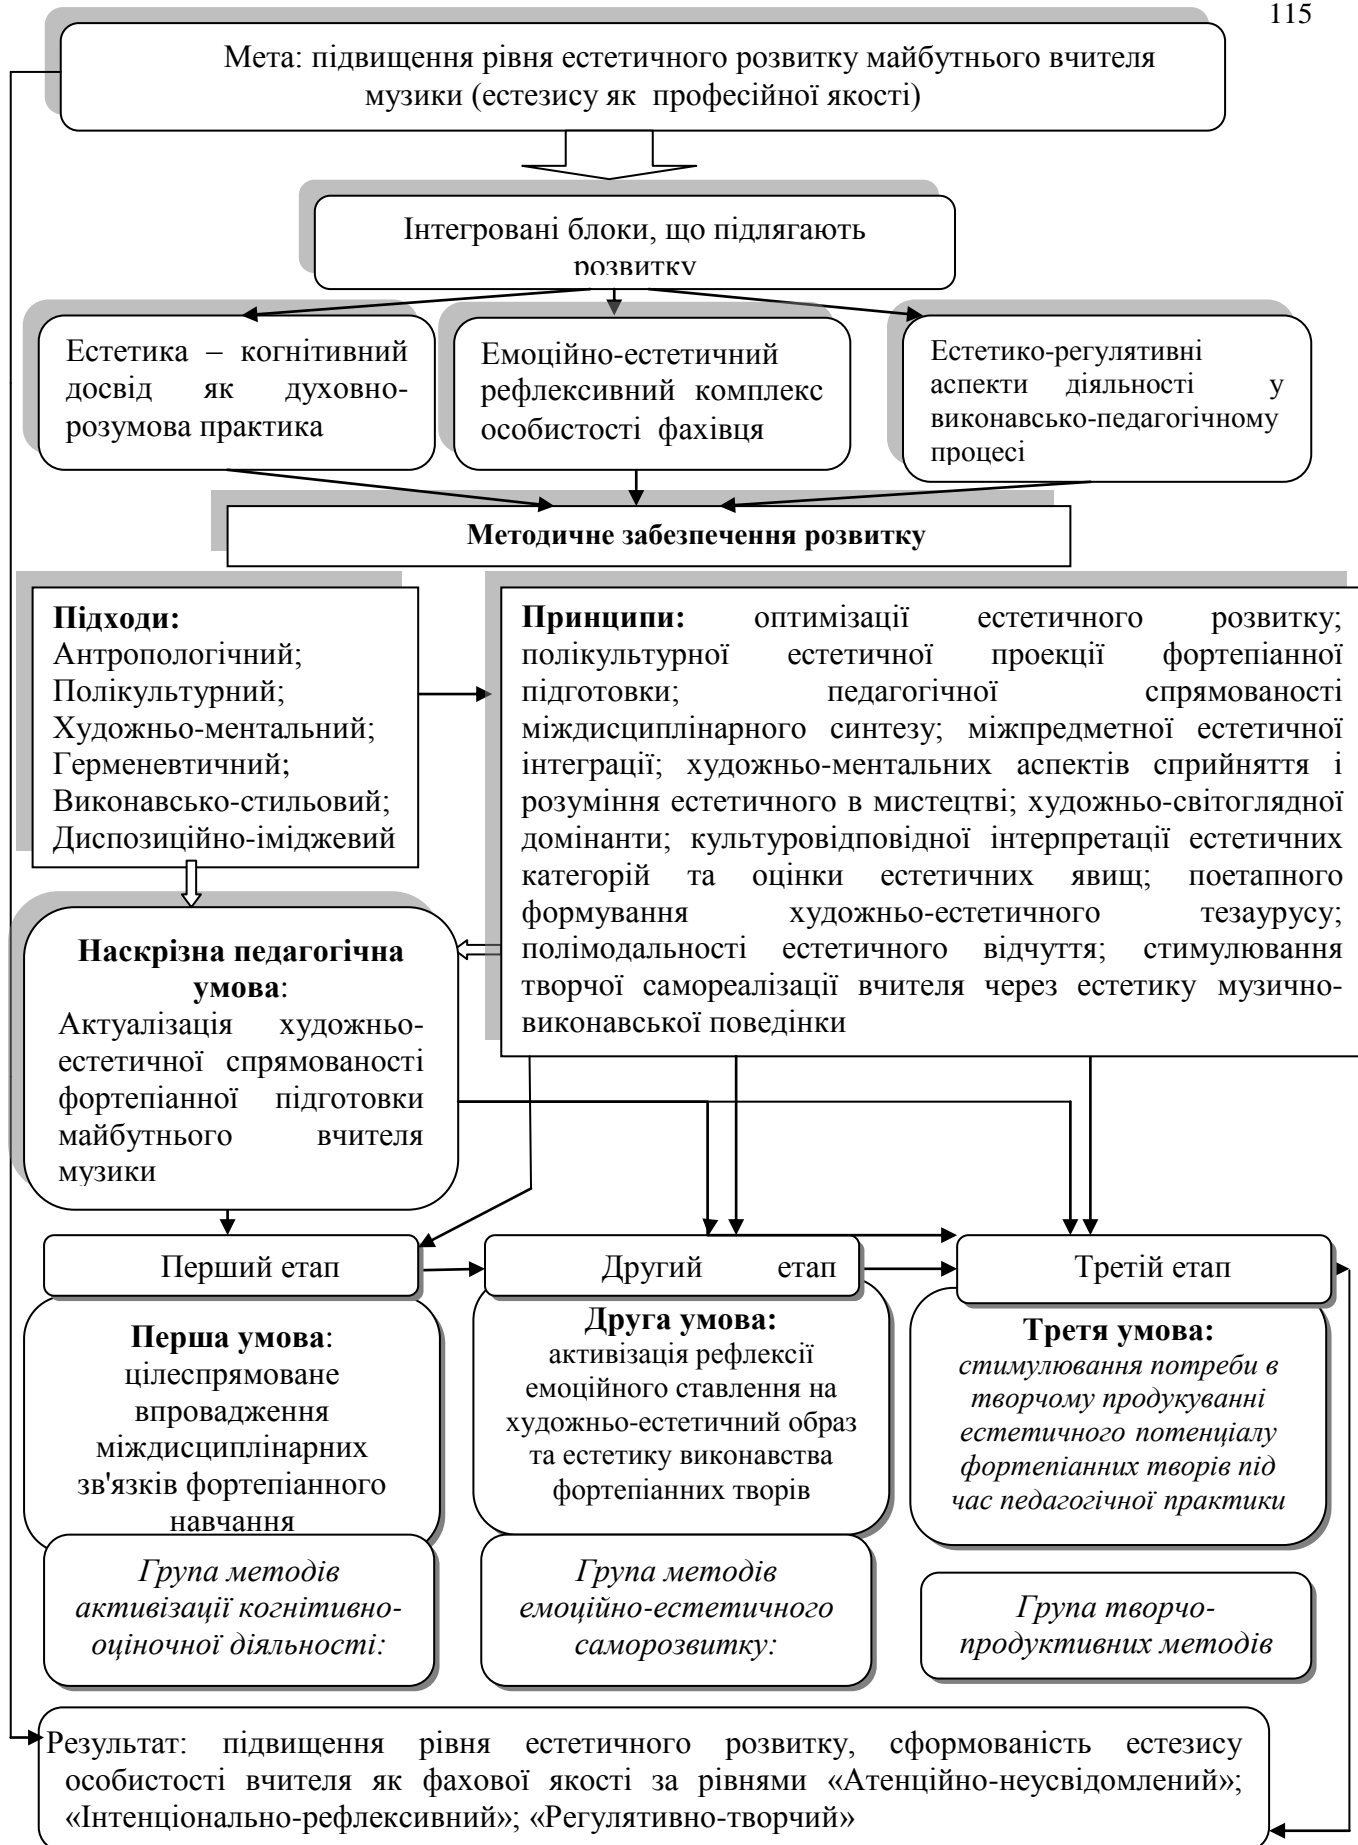 115
Мета: підвищення рівня естетичного розвитку майбутнього вчителя
музики (естезису як професійної якості)
Інтегровані блоки, що підлягають
розвитку
Естетика – когнітивний
досвід як духовно-
розумова практика
Емоційно-естетичний
рефлексивний комплекс
особистості фахівця
Естетико-регулятивні
аспекти діяльності у
виконавсько-педагогічному
процесі
Методичне забезпечення розвитку
Підходи:
Антропологічний;
Полікультурний;
Художньо-ментальний;
Герменевтичний;
Виконавсько-стильовий;
Диспозиційно-іміджевий
Принципи: оптимізації естетичного розвитку;
полікультурної естетичної проекції фортепіанної
підготовки; педагогічної спрямованості
міждисциплінарного синтезу; міжпредметної естетичної
інтеграції; художньо-ментальних аспектів сприйняття і
розуміння естетичного в мистецтві; художньо-світоглядної
домінанти; культуровідповідної інтерпретації естетичних
категорій та оцінки естетичних явищ; поетапного
формування художньо-естетичного тезаурусу;
полімодальності естетичного відчуття; стимулювання
творчої самореалізації вчителя через естетику музично-
виконавської поведінки
Наскрізна педагогічна
умова:
Актуалізація художньо-
естетичної спрямованості
фортепіанної підготовки
майбутнього вчителя
музики
Перший етап
Другий етап
Третій етап
Перша умова:
цілеспрямоване
впровадження
міждисциплінарних
зв'язків фортепіанного
навчання
Друга умова:
активізація рефлексії
емоційного ставлення на
художньо-естетичний образ
та естетику виконавства
фортепіанних творів
Третя умова:
стимулювання потреби в
творчому продукуванні
естетичного потенціалу
фортепіанних творів під
час педагогічної практики
Група методів
активізації когнітивно-
оціночної діяльності:
Група методів
емоційно-естетичного
саморозвитку:
Група творчо-
продуктивних методів
Результат: підвищення рівня естетичного розвитку, сформованість естезису
особистості вчителя як фахової якості за рівнями «Атенційно-неусвідомлений»;
«Інтенціонально-рефлексивний»; «Регулятивно-творчий»